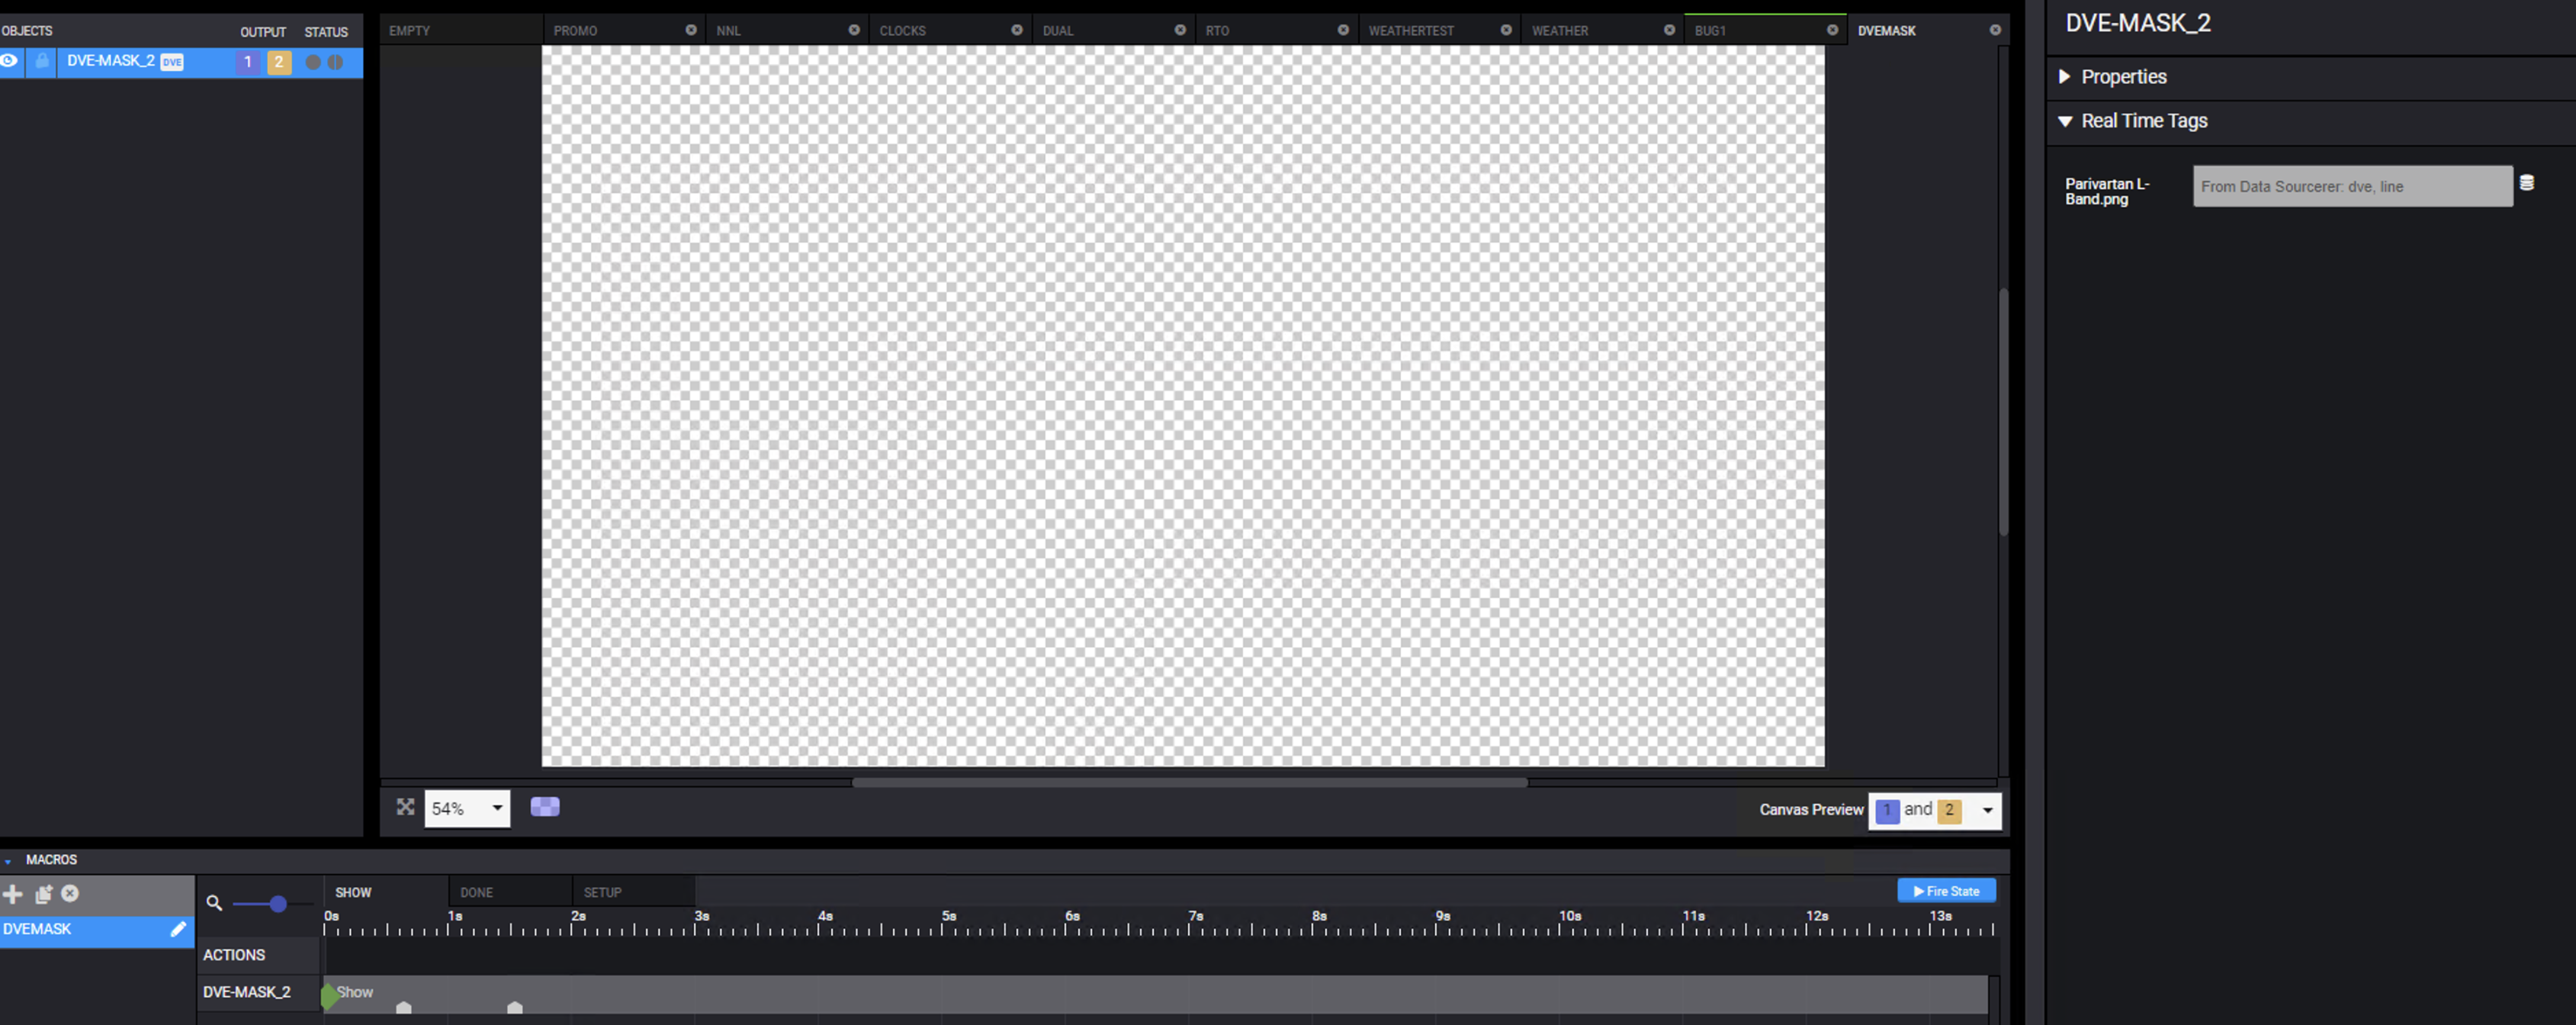 OBJECTS OUTPUT STATUS
DVE-MASK_2 DVE 1 2
EMPTY PROMO NNL CLOCKS DUAL RTO WEATHERTEST WEATHER BUG1 DVEMASK
54% Canvas Preview 1 and 2
MACROS
SHOW DONE SETUP Fire State
0s 1s 2s 3s 4s 5s 6s 7s 8s 9s 10s 11s 12s 13s
DVEMASK
ACTIONS
DVE-MASK_2 Show
DVE-MASK_2
Properties
Real Time Tags
Parivartan L-
Band.png
From Data Sourcerer: dve, line